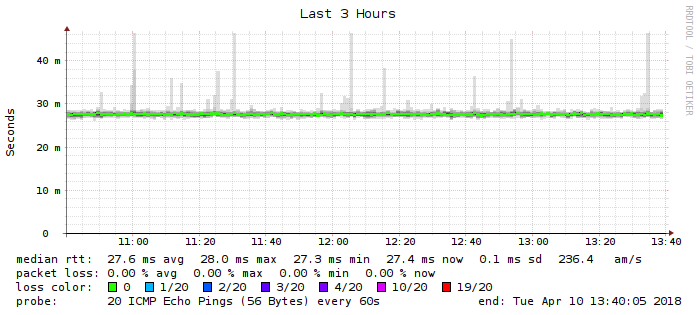 Last 3 Hours
RRDTOOL / TOBI OETIKER
Seconds
40 m
30 m
20 m
10 m
0
11:00 11:20 11:40 12:00 12:20 12:40 13:00 13:20 13:40
median rtt: 27.6 ms avg 28.0 ms max 27.3 ms min 27.4 ms now 0.1 ms sd 236.4 am/s
packet loss: 0.00 % avg 0.00 % max 0.00 % min 0.00 % now
loss color: 0 1/20 2/20 3/20 4/20 10/20 19/20
probe: 20 ICMP Echo Pings (56 Bytes) every 60s end: Tue Apr 10 13:40:05 2018